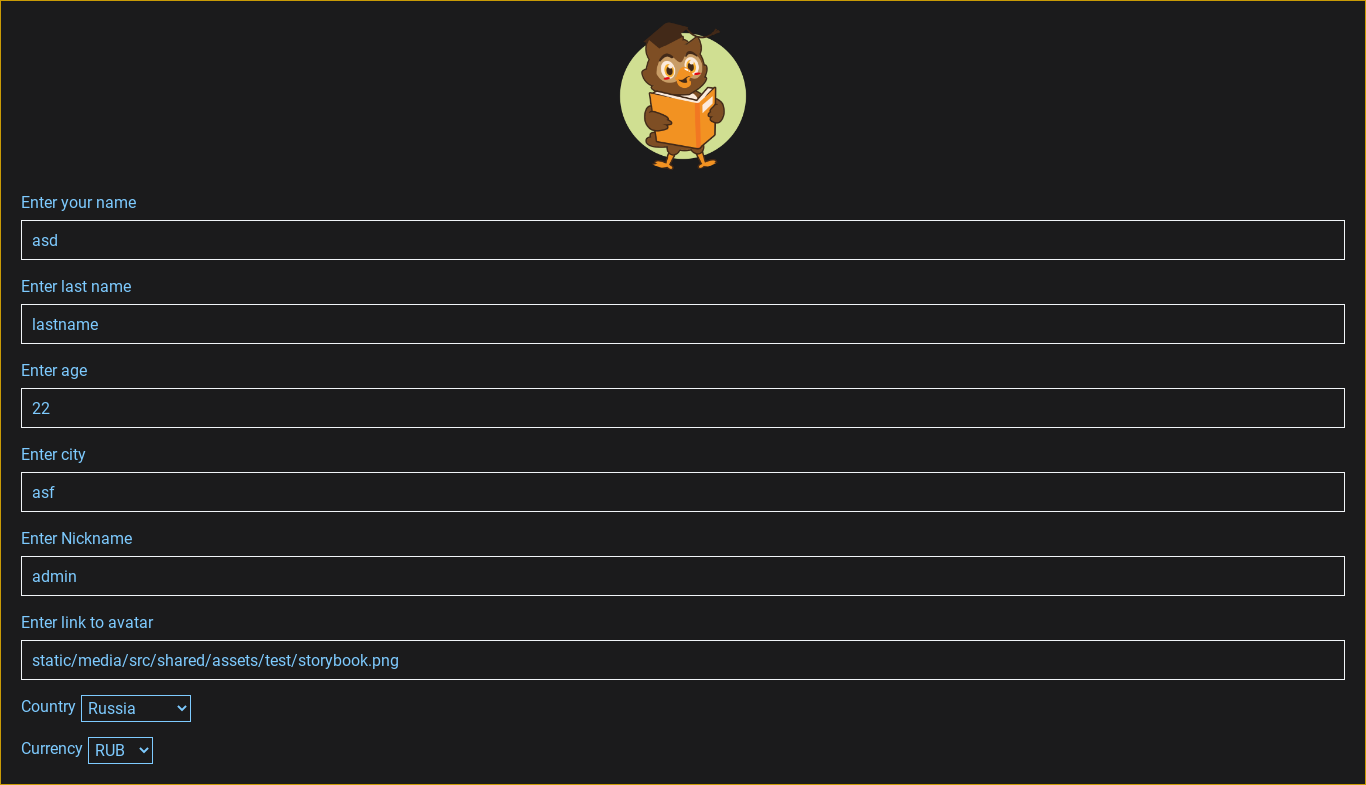 Enter your name
asd
Enter last name
lastname
Enter age
22
Enter city
asf
Enter Nickname
admin
Enter link to avatar
static/media/src/shared/assets/test/storybook.png
Country Russia
Currency RUB